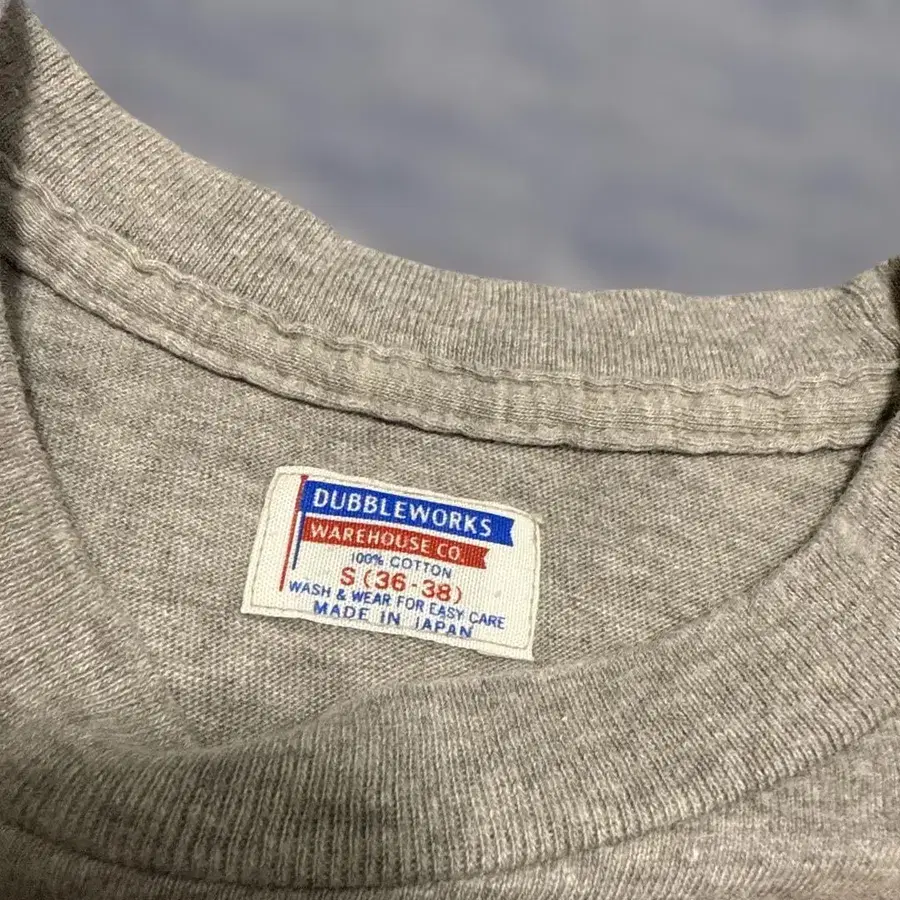 DUBBLEWORKS
WAREHOUSE CO.
100% COTTON
S (36-38)
WASH & WEAR FOR EASY CARE
MADE IN JAPAN